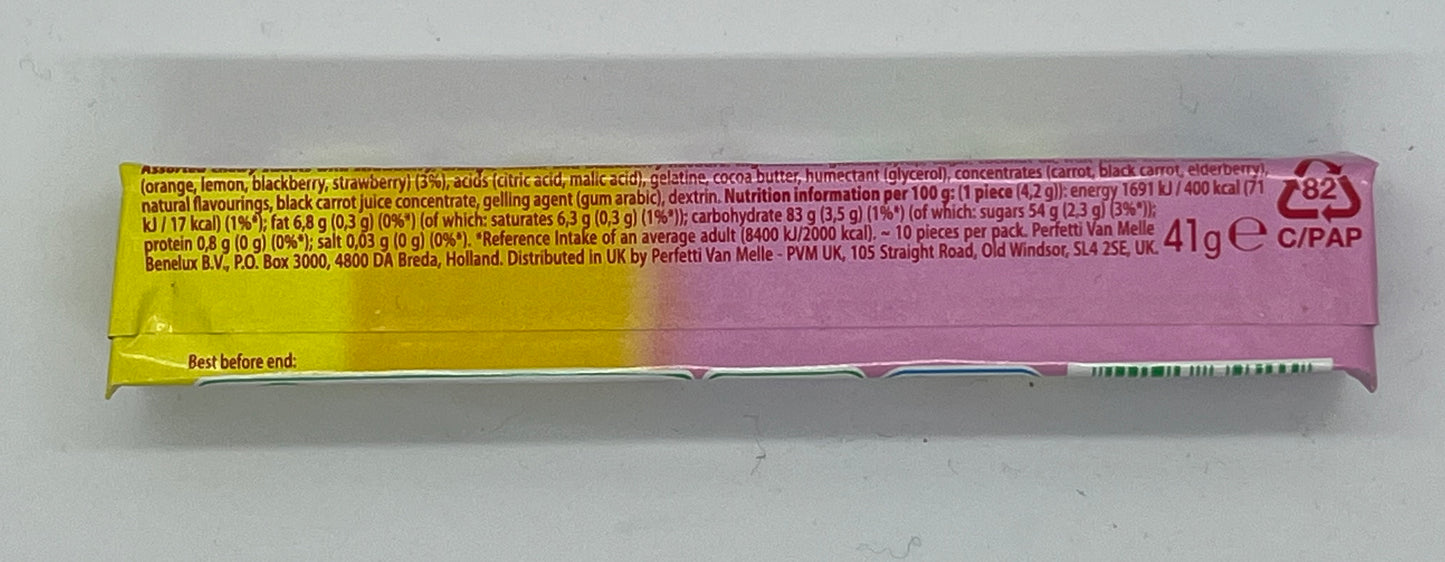 Assorted chewy
(orange, lemon, blackberry, strawberry) (3%), acids (citric acid, malic acid), gelatine, cocoa butter, humectant (glycerol), concentrates (carrot, black carrot, elderberry),
natural flavourings, black carrot juice concentrate, gelling agent (gum arabic), dextrin. Nutrition information per 100 g: (1 piece (4,2 g)): energy 1691 kJ / 400 kcal (71
kJ / 17 kcal) (1%*); fat 6,8 g (0,3 g) (0%*) (of which: saturates 6,3 g (0,3 g) (1%*)); carbohydrate 83 g (3,5 g) (1%*) (of which: sugars 54 g (2,3 g) (3%*));
protein 0,8 g (0 g) (0%*); salt 0,03 g (0 g) (0%*). *Reference Intake of an average adult (8400 kJ/2000 kcal). ~ 10 pieces per pack. Perfetti Van Melle
Benelux B.V., P.O. Box 3000, 4800 DA Breda, Holland. Distributed in UK by Perfetti Van Melle - PVM UK, 105 Straight Road, Old Windsor, SL4 2SE, UK.
41g e
82
C/PAP
Best before end: